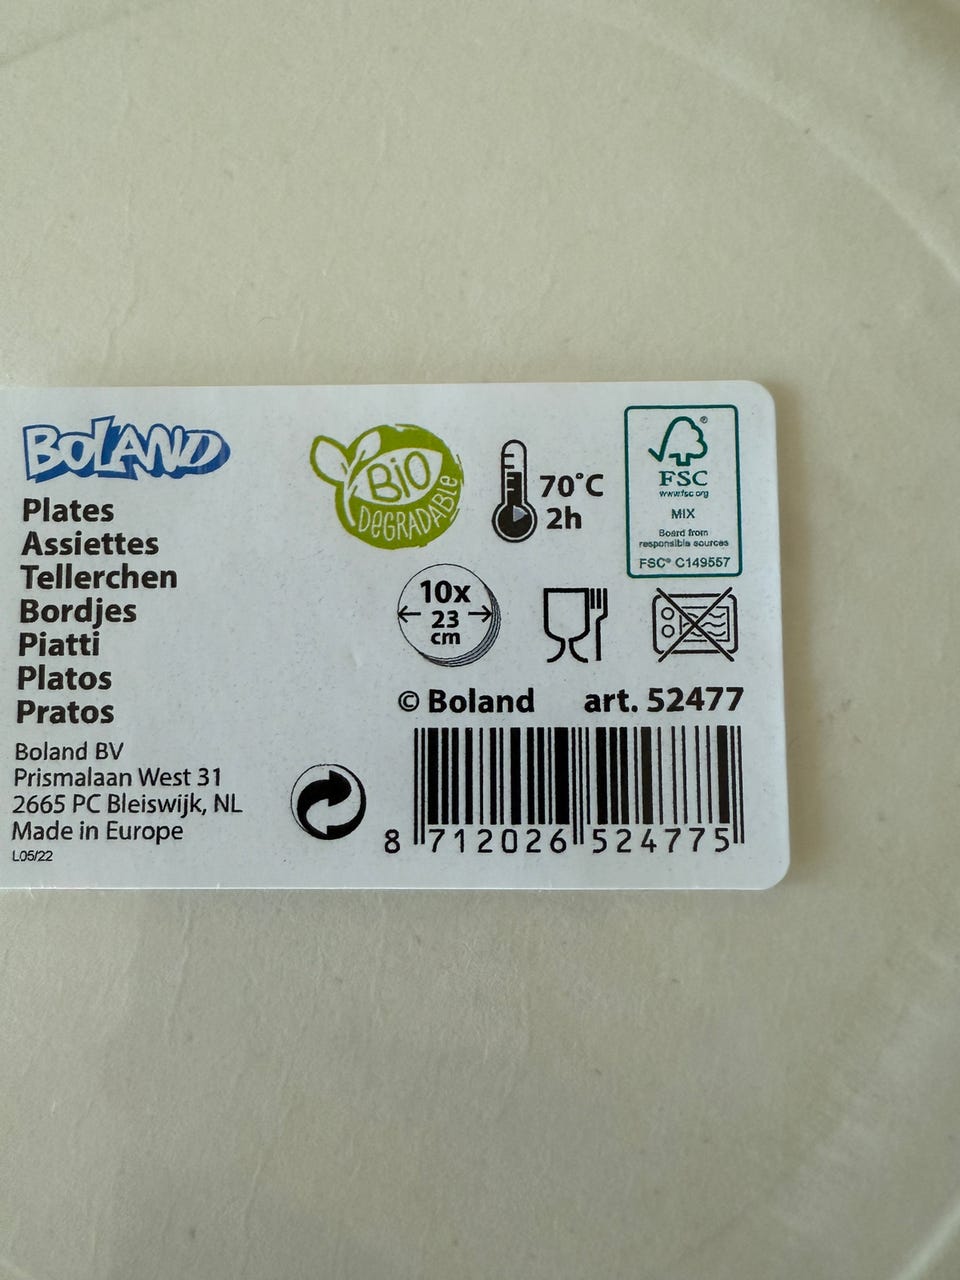 BOLAND
Plates
Assiettes
Tellerchen
Bordjes
Piatti
Platos
Pratos
Boland BV
Prismalaan West 31
2665 PC Bleiswijk, NL
Made in Europe
L05/22
BIO
DEGRADABLE
70°C
2h
®
FSC
www.fsc.org
MIX
Board from
responsible sources
FSC® C149557
10x
23
cm
© Boland art. 52477
8 712026 524775